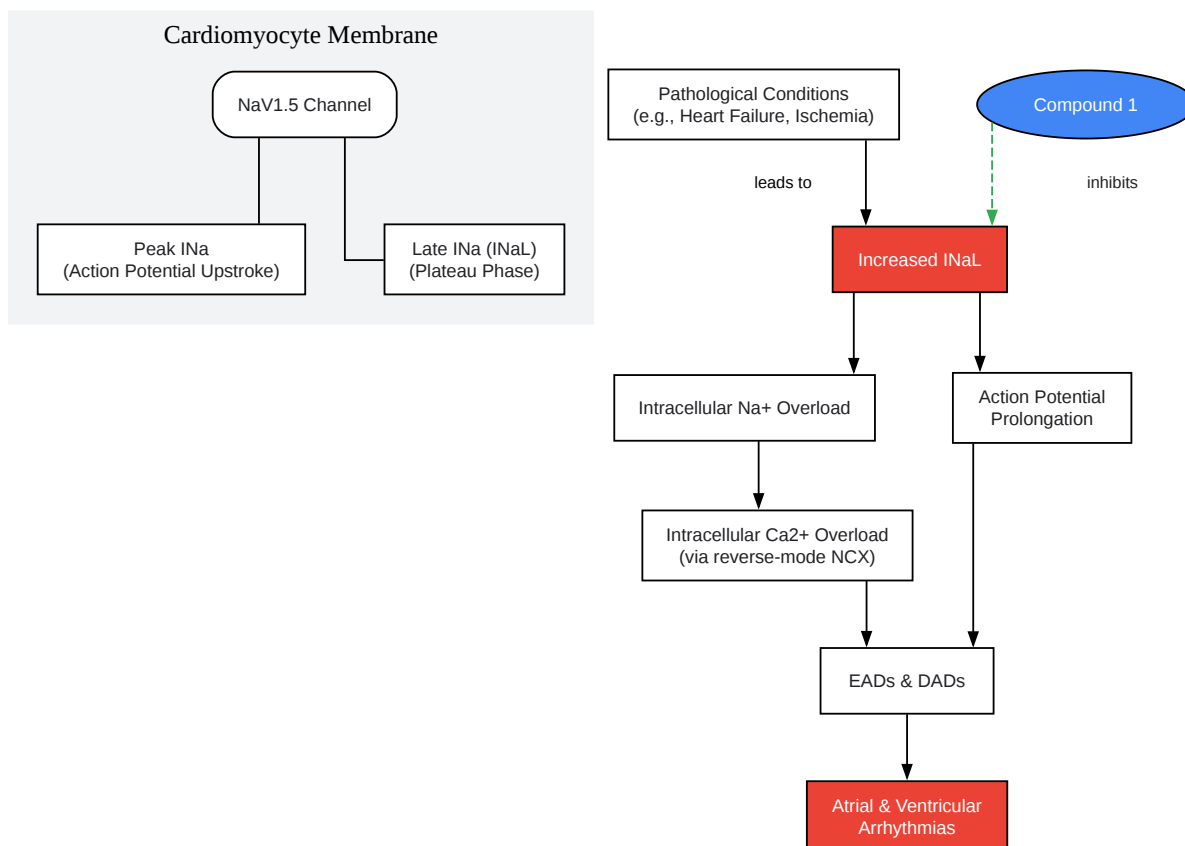 Cardiomyocyte Membrane
NaV1.5 Channel
Peak INa
(Action Potential Upstroke)
Late INa (INaL)
(Plateau Phase)
Pathological Conditions
(e.g., Heart Failure, Ischemia)
Compound 1
leads to
inhibits
Increased INaL
Intracellular Na+ Overload
Action Potential
Prolongation
Intracellular Ca2+ Overload
(via reverse-mode NCX)
EADs & DADs
Atrial & Ventricular
Arrhythmias